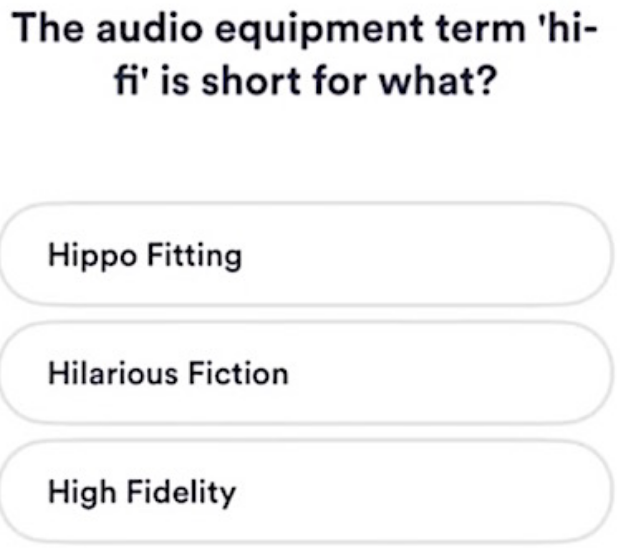 The audio equipment term 'hi-
fi' is short for what?
Hippo Fitting
Hilarious Fiction
High Fidelity